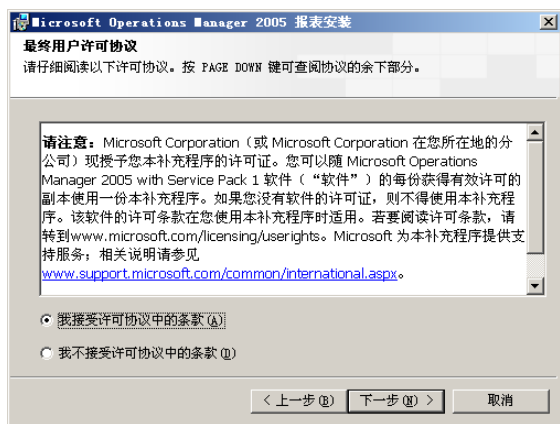 Microsoft Operations Manager 2005 报表安装
最终用户许可协议
请仔细阅读以下许可协议。按 PAGE DOWN 键可查阅协议的余下部分。
请注意：Microsoft Corporation（或 Microsoft Corporation 在您所在地的分
公司）现授予您本补充程序的许可证。您可以随 Microsoft Operations
Manager 2005 with Service Pack 1 软件（“软件”）的每份获得有效许可的
副本使用一份本补充程序。如果您没有软件的许可证，则不得使用本补充程
序。该软件的许可条款在您使用本补充程序时适用。若要阅读许可条款，请
转到www.microsoft.com/licensing/userights。Microsoft 为本补充程序提供支
持服务；相关说明请参见
www.support.microsoft.com/common/international.aspx。
我接受许可协议中的条款(A)
我不接受许可协议中的条款(D)
< 上一步(B) 下一步(N) > 取消